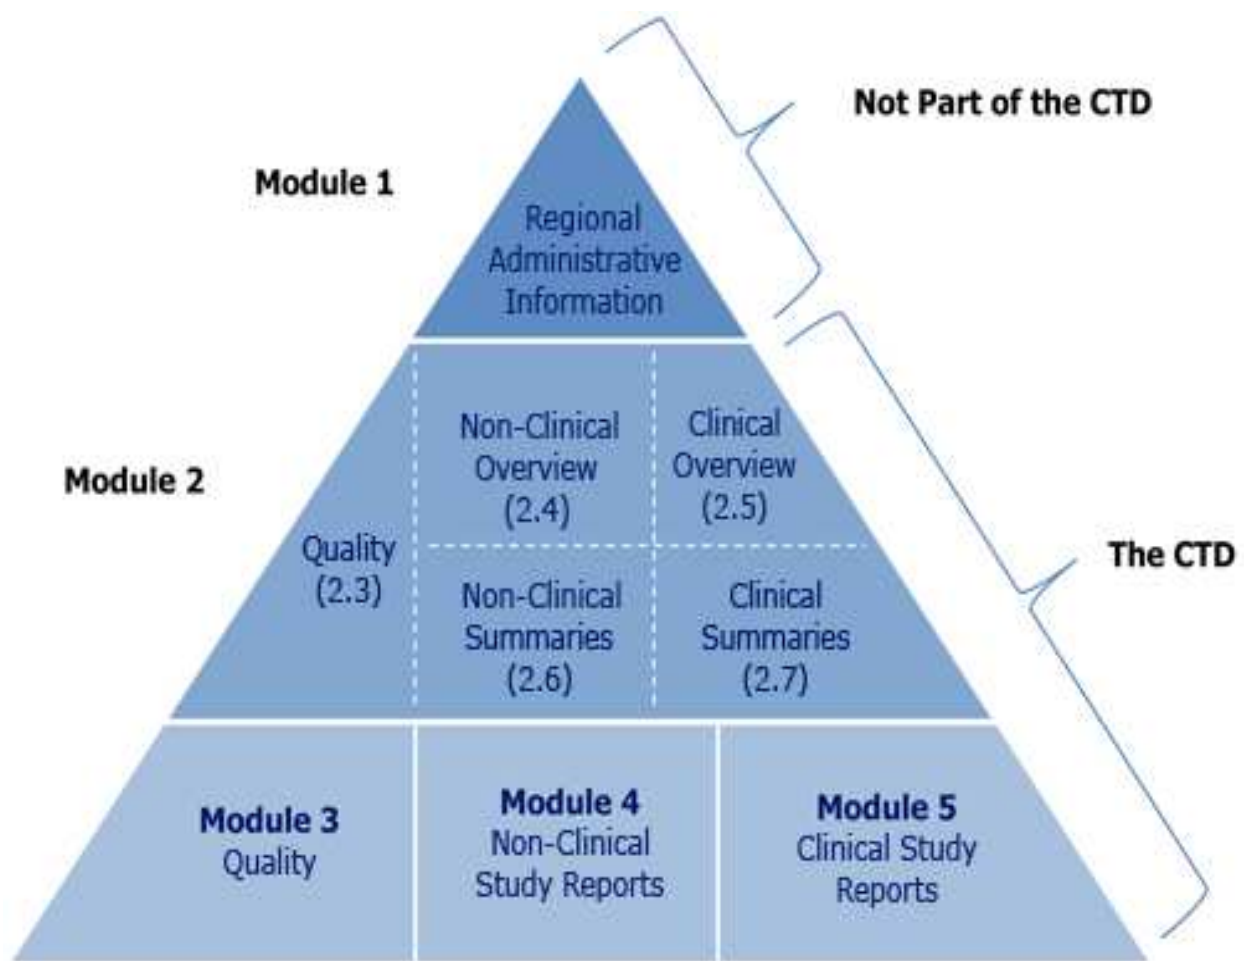 Not Part of the CTD
Module 1
Regional
Administrative
Information
Module 2
Non-Clinical
Overview
(2.4)
Clinical
Overview
(2.5)
The CTD
Quality
(2.3)
Non-Clinical
Summaries
(2.6)
Clinical
Summaries
(2.7)
Module 3
Quality
Module 4
Non-Clinical
Study Reports
Module 5
Clinical Study
Reports